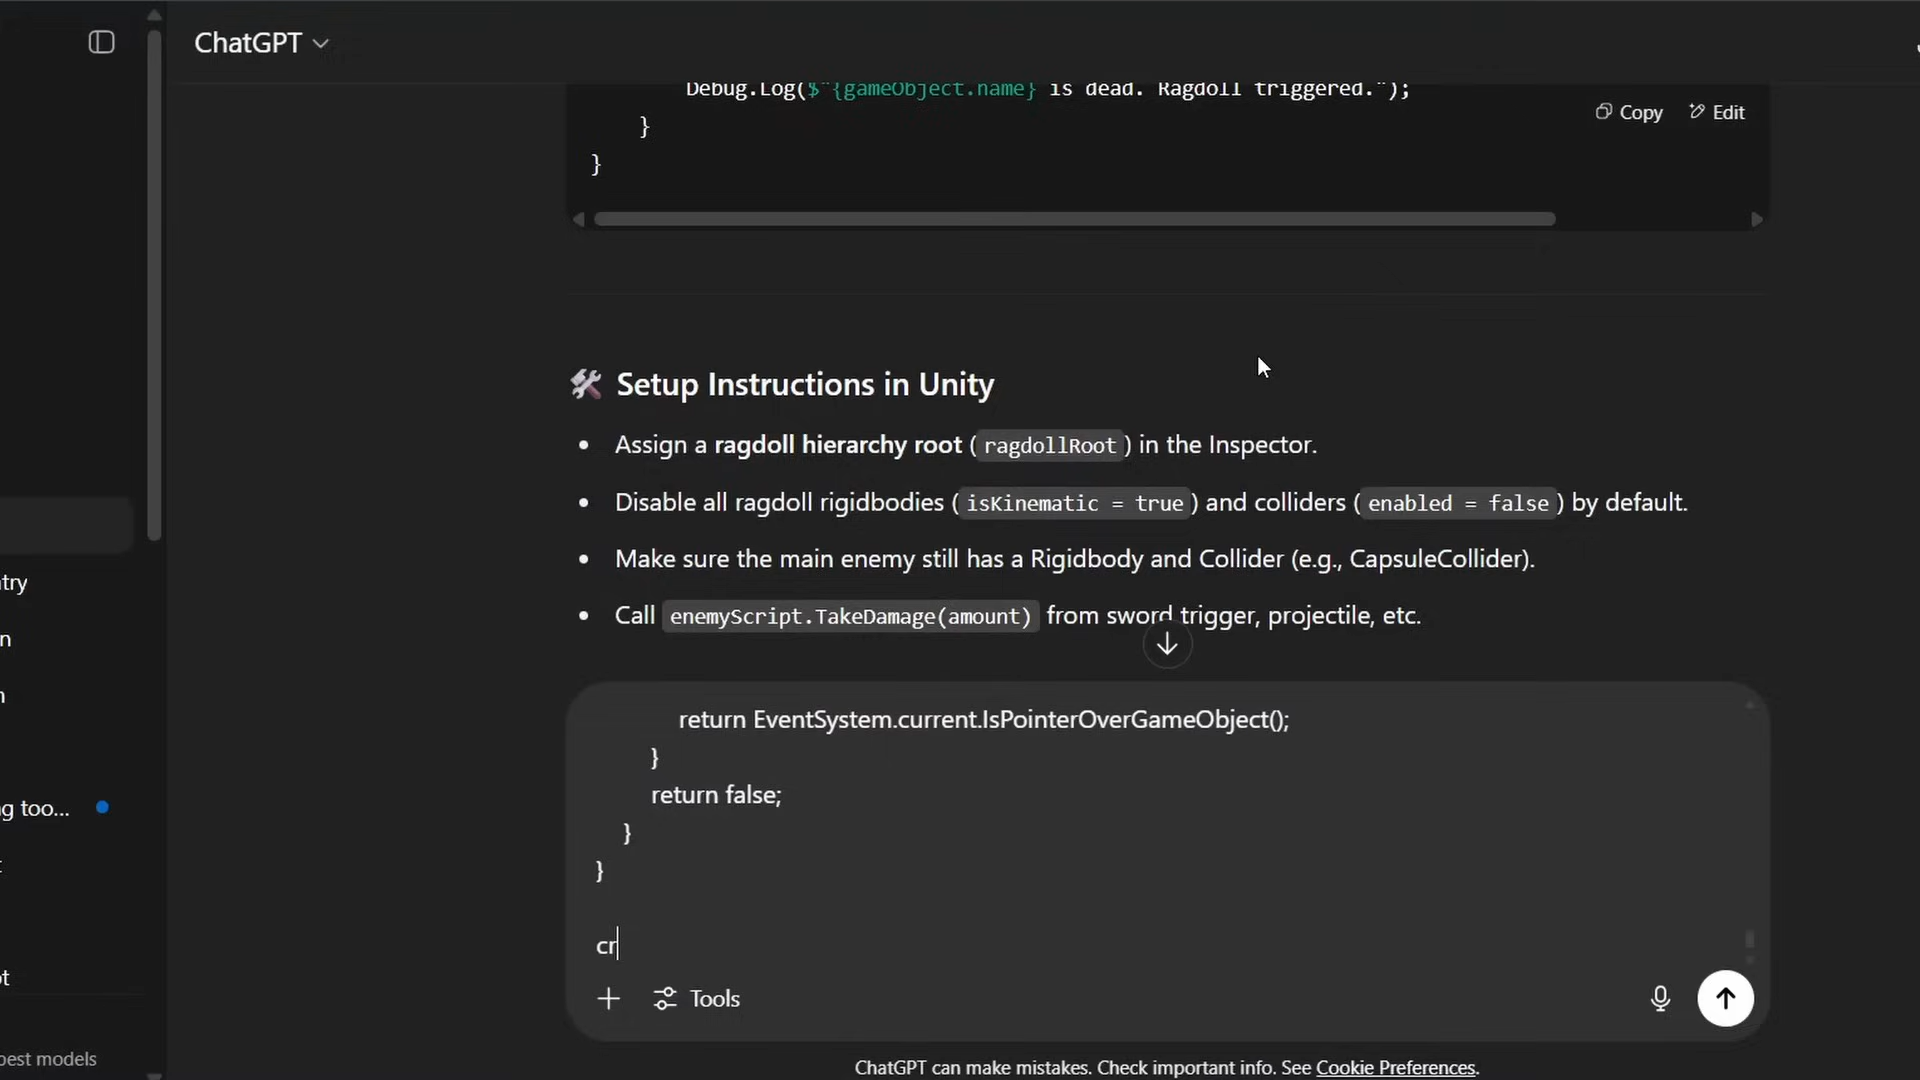 ChatGPT
Debug.Log($"{gameObject.name} is dead. Ragdoll triggered.");
}
}
Copy Edit
🛠️ Setup Instructions in Unity
• Assign a ragdoll hierarchy root ( ragdollRoot ) in the Inspector.
• Disable all ragdoll rigidbodies ( isKinematic = true ) and colliders ( enabled = false ) by default.
• Make sure the main enemy still has a Rigidbody and Collider (e.g., CapsuleCollider).
• Call enemyScript.TakeDamage(amount) from sword trigger, projectile, etc.
return EventSystem.current.IsPointerOverGameObject();
}
return false;
}
}
cr
Tools
ChatGPT can make mistakes. Check important info. See Cookie Preferences.
try
n
g too...
t
best models